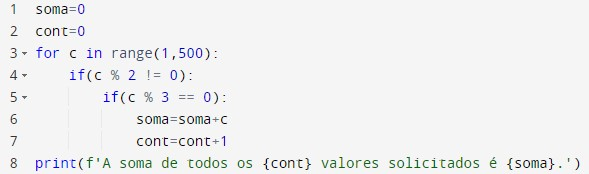 1 soma=0
2 cont=0
3 for c in range(1,500):
4 if(c % 2 != 0):
5 if(c % 3 == 0):
6 soma=soma+c
7 cont=cont+1
8 print(f'A soma de todos os {cont} valores solicitados é {soma}.')